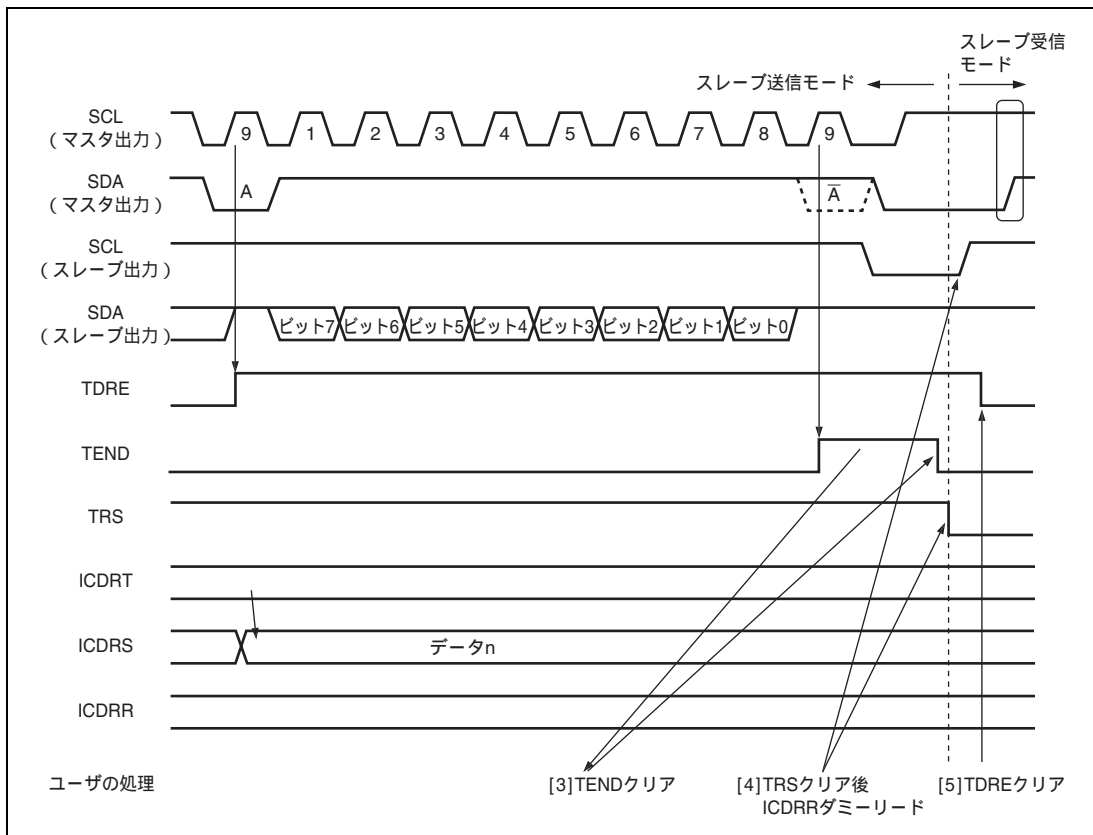 スレーブ受信
モード
スレーブ送信モード
SCL
(マスタ出力)
9 1 2 3 4 5 6 7 8 9
SDA
(マスタ出力)
A A̅
SCL
(スレーブ出力)
SDA
(スレーブ出力)
ビット7 ビット6 ビット5 ビット4 ビット3 ビット2 ビット1 ビット0
TDRE
TEND
TRS
ICDRT
ICDRS
データn
ICDRR
ユーザの処理
[3]TENDクリア
[4]TRSクリア後
ICDRRダミーリード
[5]TDREクリア